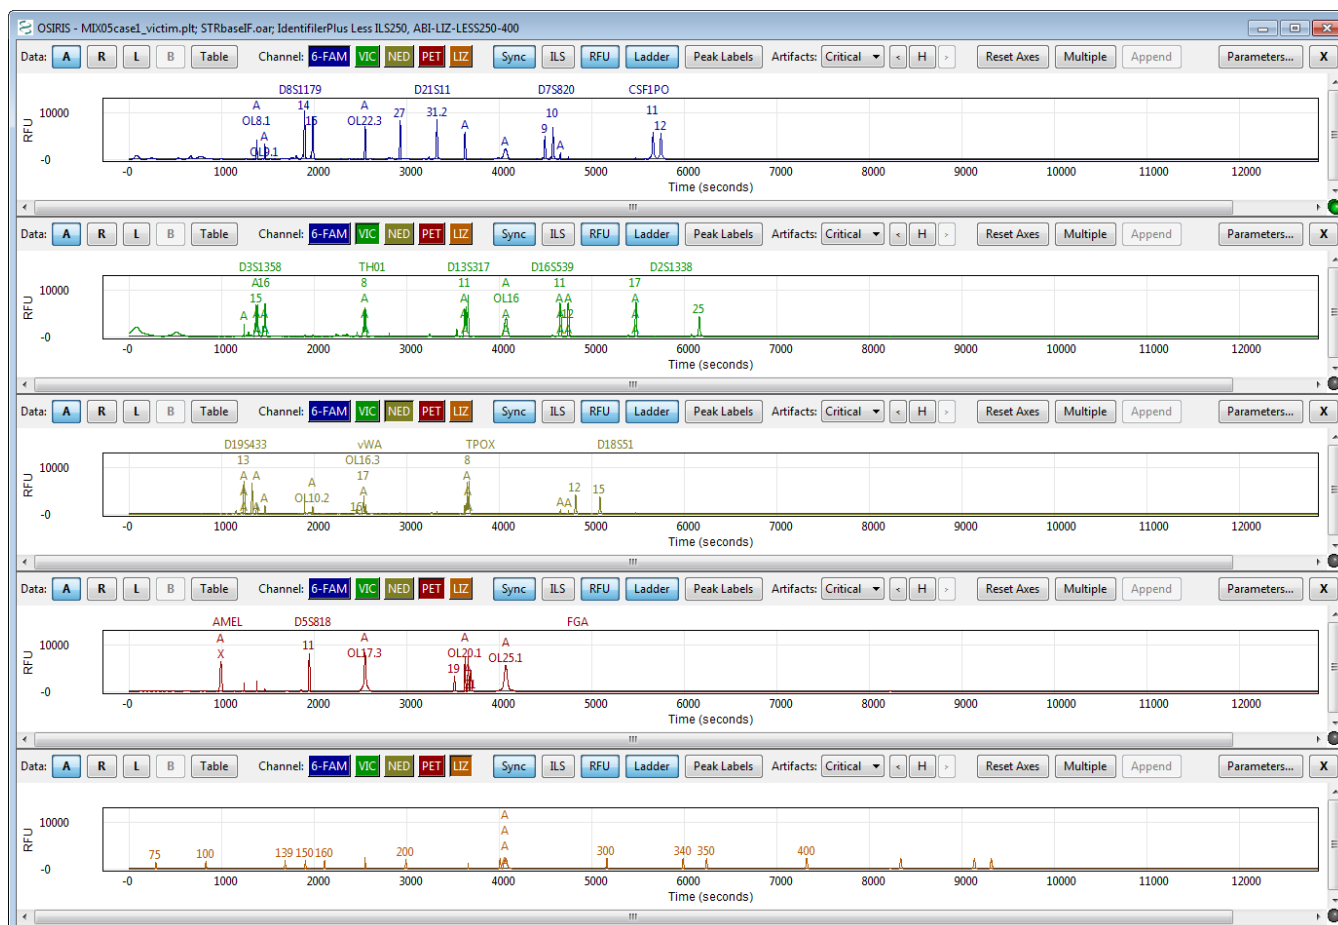 OSIRIS - MIX05case1_victim.plt; STRbaseIF.oar; IdentifilerPlus Less ILS250, ABI-LIZ-LESS250-400
Data: A R L B Table Channel: 6-FAM VIC NED PET LIZ Sync ILS RFU Ladder Peak Labels Artifacts: Critical < H > Reset Axes Multiple Append Parameters... X
D8S1179 D21S11 D7S820 CSF1PO
A 14 A 27 31.2 10 11
OL8.1 15 OL22.3 A 9 12
A A A
OL9.1
RFU
10000
-0
-0 1000 2000 3000 4000 5000 6000 7000 8000 9000 10000 11000 12000
Time (seconds)
Data: A R L B Table Channel: 6-FAM VIC NED PET LIZ Sync ILS RFU Ladder Peak Labels Artifacts: Critical < H > Reset Axes Multiple Append Parameters... X
D3S1358 TH01 D13S317 D16S539 D2S1338
A 16 8 11 A 11 17
15 A A OL16 A A A 25
A A A A A 12
RFU
10000
-0
-0 1000 2000 3000 4000 5000 6000 7000 8000 9000 10000 11000 12000
Time (seconds)
Data: A R L B Table Channel: 6-FAM VIC NED PET LIZ Sync ILS RFU Ladder Peak Labels Artifacts: Critical < H > Reset Axes Multiple Append Parameters... X
D19S433 vWA TPOX D18S51
13 OL16.3 8
A A A 17 A 12 15
A A OL10.2 A A A A
16
RFU
10000
-0
-0 1000 2000 3000 4000 5000 6000 7000 8000 9000 10000 11000 12000
Time (seconds)
Data: A R L B Table Channel: 6-FAM VIC NED PET LIZ Sync ILS RFU Ladder Peak Labels Artifacts: Critical < H > Reset Axes Multiple Append Parameters... X
AMEL D5S818 FGA
A A A A
X 11 OL17.3 OL20.1 OL25.1
19
RFU
10000
-0
-0 1000 2000 3000 4000 5000 6000 7000 8000 9000 10000 11000 12000
Time (seconds)
Data: A R L B Table Channel: 6-FAM VIC NED PET LIZ Sync ILS RFU Ladder Peak Labels Artifacts: Critical < H > Reset Axes Multiple Append Parameters... X
A
A
A
75 100 139 150 160 200 A 300 340 350 400
RFU
10000
-0
-0 1000 2000 3000 4000 5000 6000 7000 8000 9000 10000 11000 12000
Time (seconds)